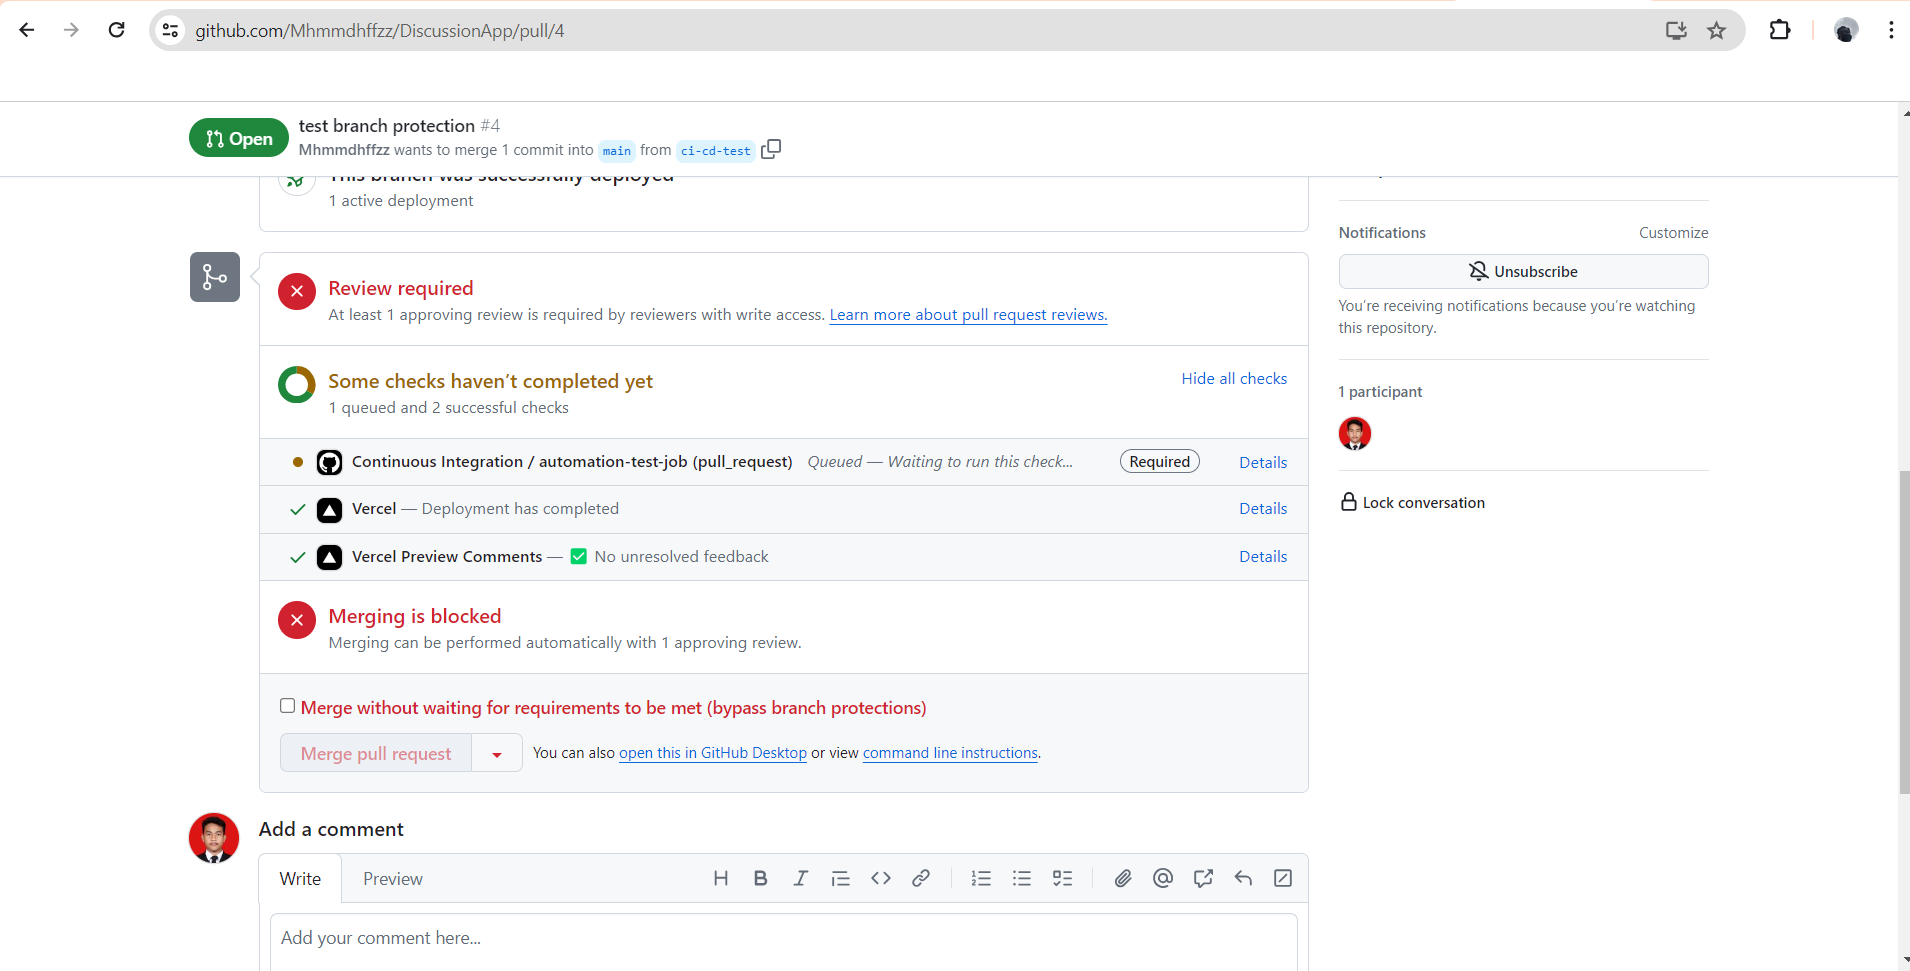 github.com/Mhmmdhffzz/DiscussionApp/pull/4
Open
test branch protection #4
Mhmmdhffzz wants to merge 1 commit into main from ci-cd-test
This branch was successfully deployed
1 active deployment
Review required
At least 1 approving review is required by reviewers with write access. Learn more about pull request reviews.
Some checks haven’t completed yet
Hide all checks
1 queued and 2 successful checks
Continuous Integration / automation-test-job (pull_request) Queued — Waiting to run this check... Required Details
Vercel — Deployment has completed Details
Vercel Preview Comments — ✅ No unresolved feedback Details
Merging is blocked
Merging can be performed automatically with 1 approving review.
Merge without waiting for requirements to be met (bypass branch protections)
Merge pull request
You can also open this in GitHub Desktop or view command line instructions.
Add a comment
Write Preview
Add your comment here...
Notifications Customize
Unsubscribe
You’re receiving notifications because you’re watching
this repository.
1 participant
Lock conversation